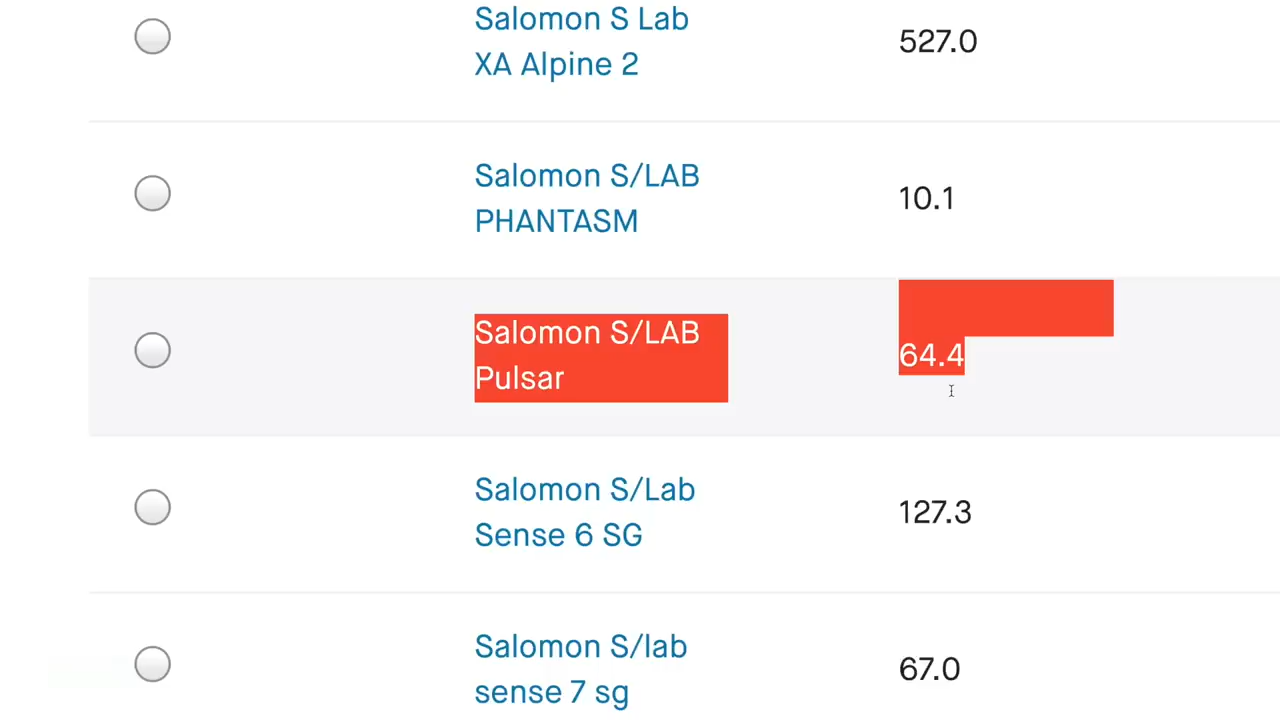 Salomon S Lab
XA Alpine 2
527.0
Salomon S/LAB
PHANTASM
10.1
Salomon S/LAB
Pulsar
64.4
Salomon S/Lab
Sense 6 SG
127.3
Salomon S/lab
sense 7 sg
67.0